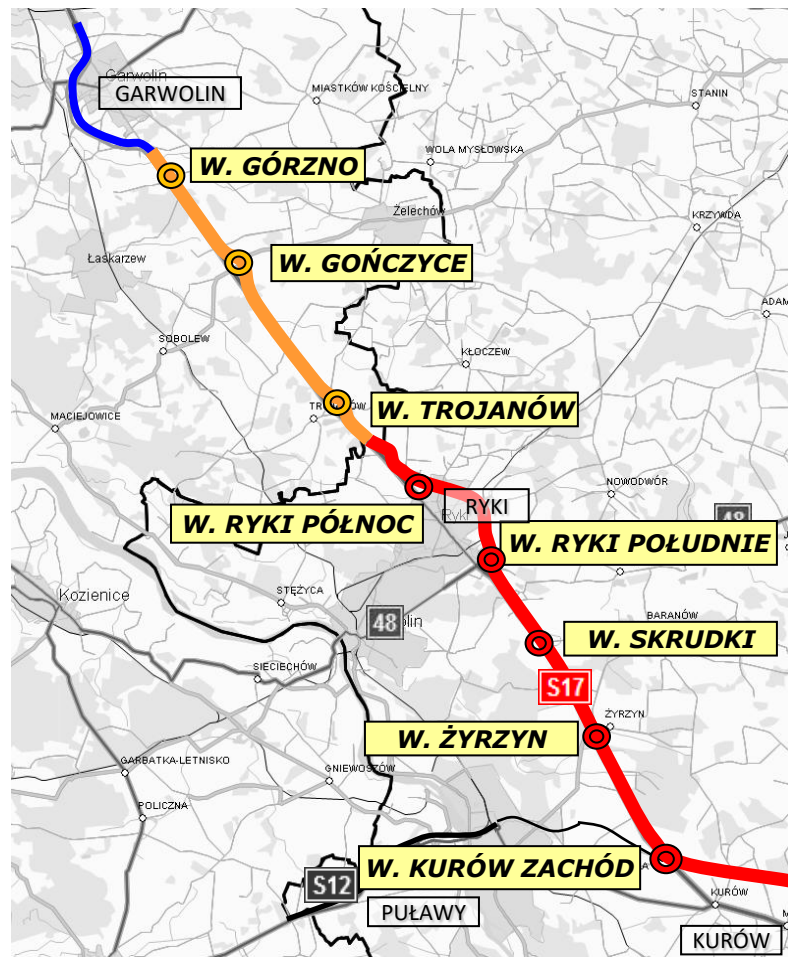 Garwolin
GARWOLIN
MIASTKÓW KOŚCIELNY
STANIN
WOLA MYSŁOWSKA
W. GÓRZNO
Żelechów
KRZYWDA
Łaskarzew
W. GOŃCZYCE
ADAM
SOBOLEW
KŁOCZEW
MACIEJOWICE
W. TROJANÓW
NOWODWÓR
RYKI
Ryki
W. RYKI PÓŁNOC
48
W. RYKI POŁUDNIE
Kozienice
STĘŻYCA
48
BARANÓW
W. SKRUDKI
SIECIECHÓW
S17
ŻYRZYN
W. ŻYRZYN
GARBATKA-LETNISKO
GNIEWOSZÓW
POLICZNA
W. KURÓW ZACHÓD
S12
PUŁAWY
KURÓW
KURÓW